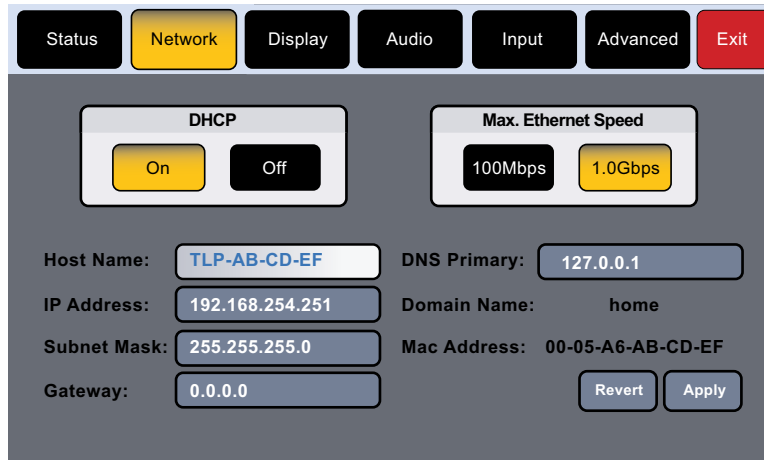 Status Network Display Audio Input Advanced Exit
DHCP Max. Ethernet Speed
On Off 100Mbps 1.0Gbps
Host Name: TLP-AB-CD-EF DNS Primary: 127.0.0.1
IP Address: 192.168.254.251 Domain Name: home
Subnet Mask: 255.255.255.0 Mac Address: 00-05-A6-AB-CD-EF
Gateway: 0.0.0.0 Revert Apply